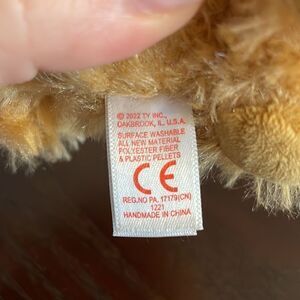 © 2022 TY INC.,
OAKBROOK, IL, U.S.A.
SURFACE WASHABLE
ALL NEW MATERIAL
POLYESTER FIBER
& PLASTIC PELLETS
CE
REG.NO PA. 17179(CN)
1221
HANDMADE IN CHINA